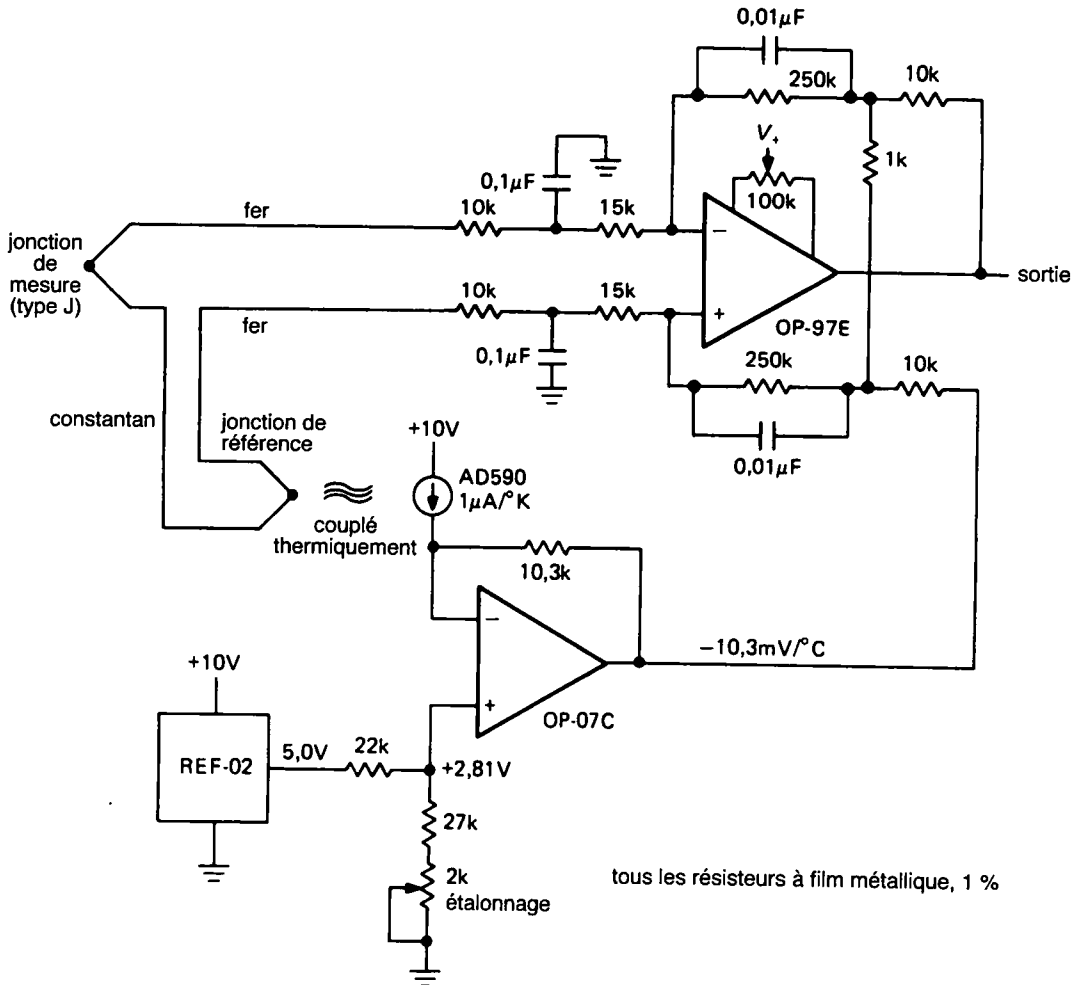 0,01µF
250k
10k
V+
100k
1k
0,1µF
fer
10k
15k
jonction
de
mesure
(type J)
−
+
sortie
OP-97E
10k
15k
fer
0,1µF
250k
10k
0,01µF
constantan
jonction de
référence
+10V
AD590
1µA/°K
couplé
thermiquement
10,3k
−
+
−10,3mV/°C
OP-07C
+10V
REF-02
5,0V
22k
+2,81V
27k
2k
étalonnage
tous les résisteurs à film métallique, 1 %